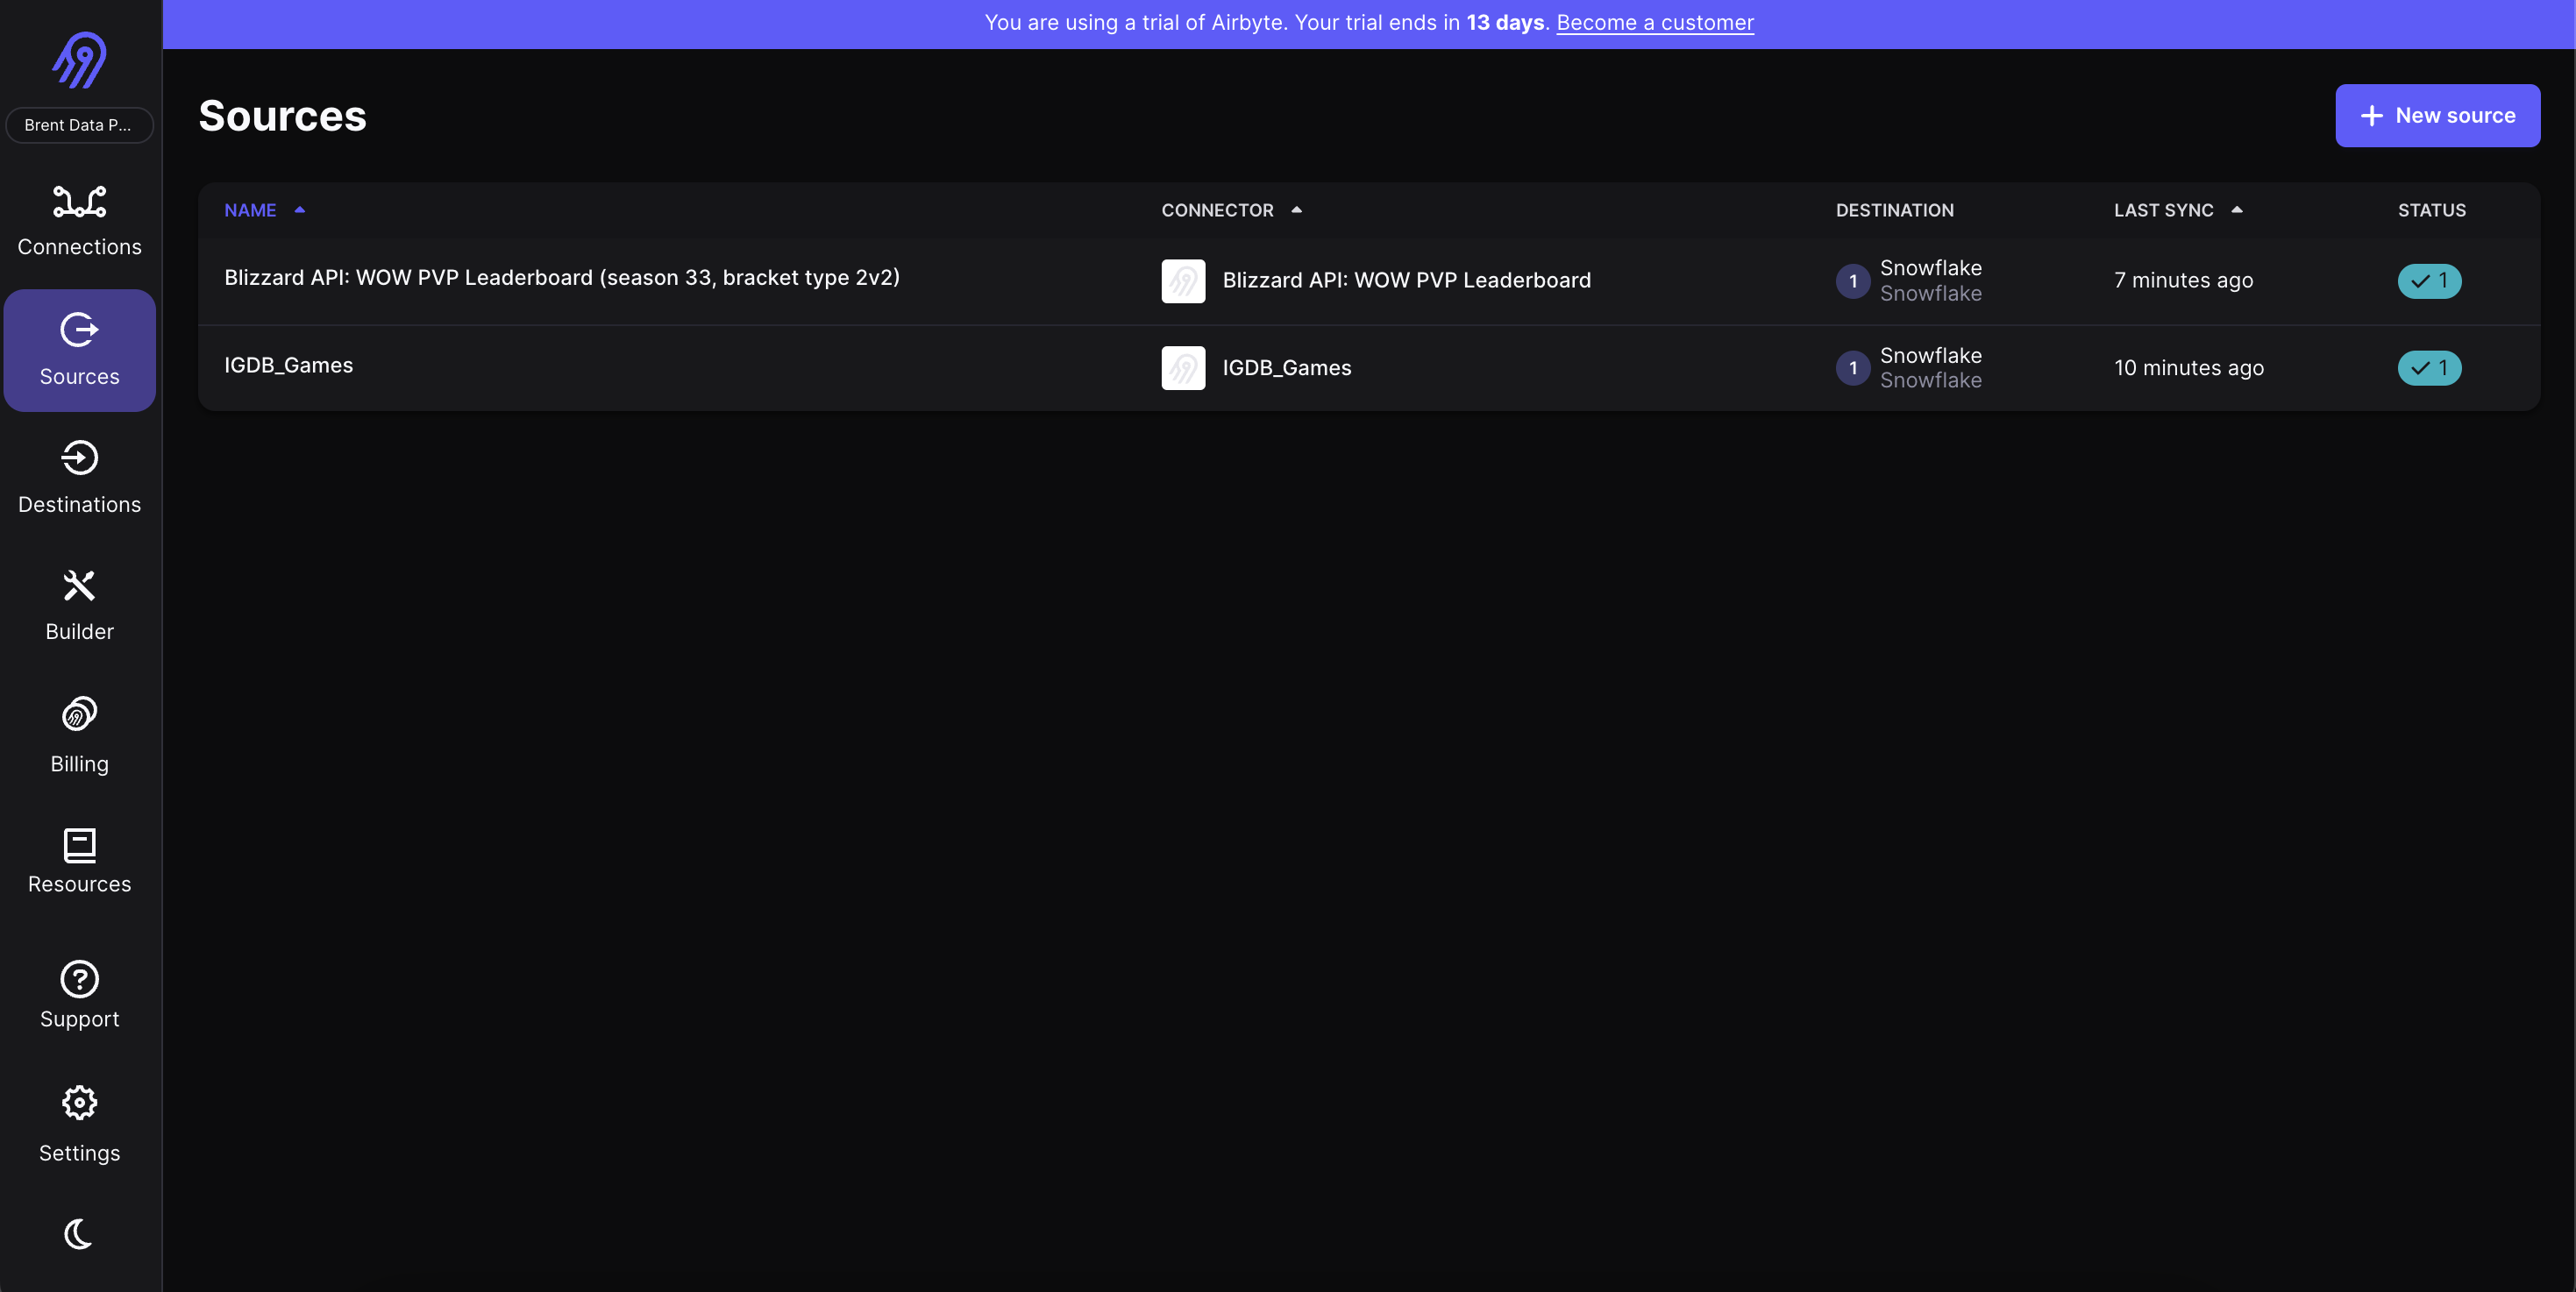 You are using a trial of Airbyte. Your trial ends in 13 days. Become a customer
Brent Data P...
Connections
Sources
Destinations
Builder
Billing
Resources
Support
Settings
Sources
New source
NAME CONNECTOR DESTINATION LAST SYNC STATUS
Blizzard API: WOW PVP Leaderboard (season 33, bracket type 2v2) Blizzard API: WOW PVP Leaderboard 1 Snowflake 7 minutes ago 1
Snowflake
IGDB_Games IGDB_Games 1 Snowflake 10 minutes ago 1
Snowflake